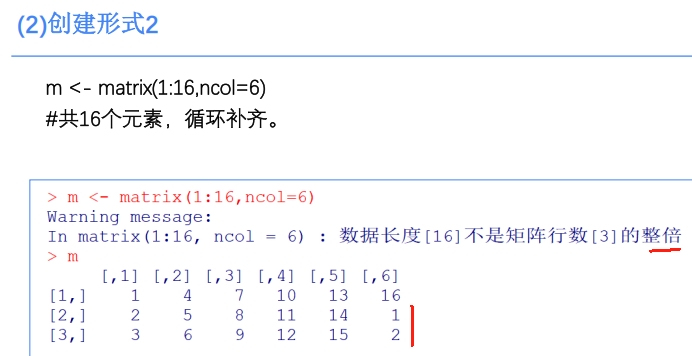 (2)创建形式2
m <- matrix(1:16,ncol=6)
#共16个元素，循环补齐。
> m <- matrix(1:16,ncol=6)
Warning message:
In matrix(1:16, ncol = 6) : 数据长度[16]不是矩阵行数[3]的整倍
> m
[,1] [,2] [,3] [,4] [,5] [,6]
[1,] 1 4 7 10 13 16
[2,] 2 5 8 11 14 1
[3,] 3 6 9 12 15 2